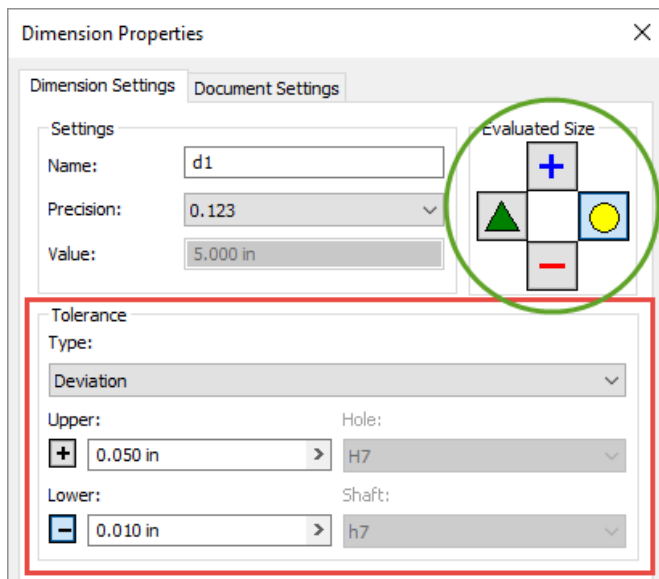 Dimension Properties
Dimension Settings Document Settings
Settings Evaluated Size
Name: d1
Precision: 0.123
Value: 5.000 in
Tolerance
Type:
Deviation
Upper: Hole:
+ 0.050 in > H7
Lower: Shaft:
- 0.010 in > h7